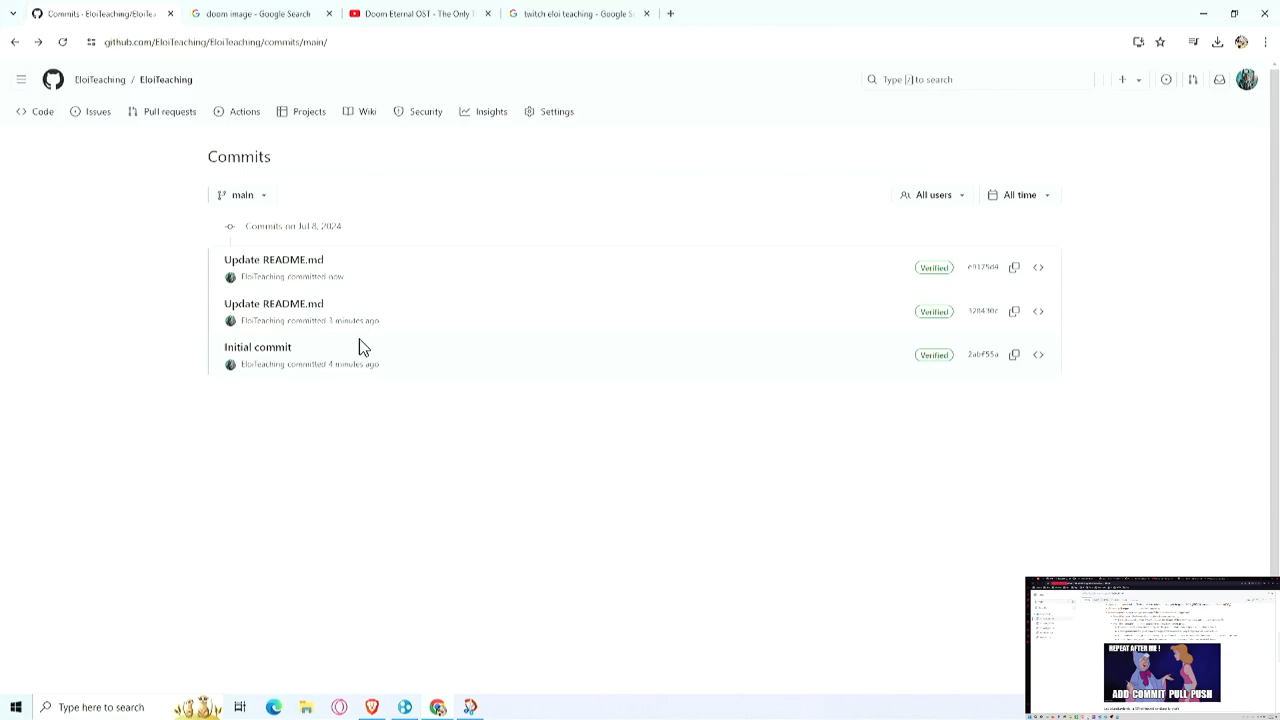 Commits · EloiTeaching/EloiTea
doom image - Google Search
Doom Eternal OST - The Only T
twitch eloi teaching - Google S
github.com/EloiTeaching/EloiTeaching/commits/main/
EloiTeaching / EloiTeaching
Type / to search
Code
Issues
Pull requests
Actions
Projects
Wiki
Security
Insights
Settings
Commits
main
All users
All time
Commits on Jul 8, 2024
Update README.md
Verified
e9175d4
EloiTeaching committed now
Update README.md
Verified
EloiTeaching committed 3 minutes ago
Initial commit
Verified
2abf55a
EloiTeaching committed 4 minutes ago
REPEAT AFTER ME !
ADD COMMIT PULL PUSH
Type here to search